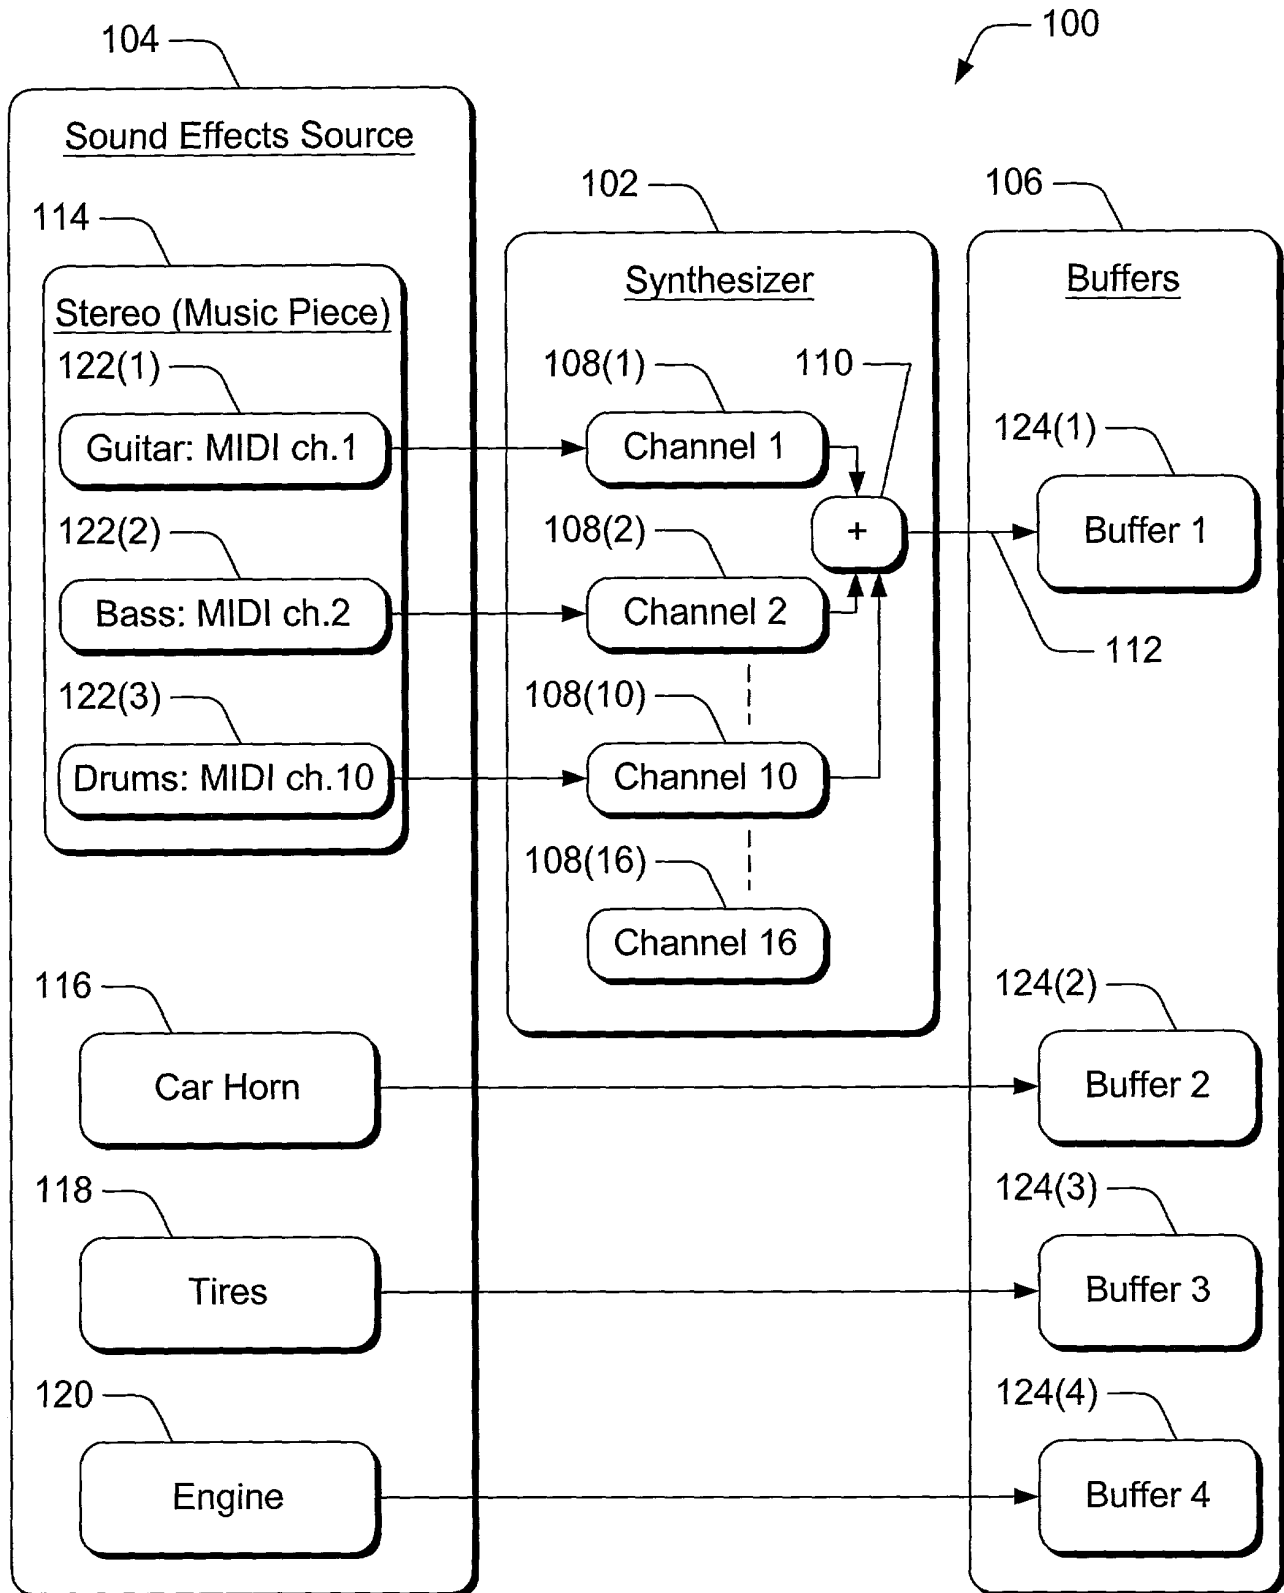 100
104
Sound Effects Source
114
Stereo (Music Piece)
122(1)
Guitar: MIDI ch.1
122(2)
Bass: MIDI ch.2
122(3)
Drums: MIDI ch.10
116
Car Horn
118
Tires
120
Engine
102
Synthesizer
108(1)
Channel 1
110
+
108(2)
Channel 2
108(10)
Channel 10
108(16)
Channel 16
112
106
Buffers
124(1)
Buffer 1
124(2)
Buffer 2
124(3)
Buffer 3
124(4)
Buffer 4